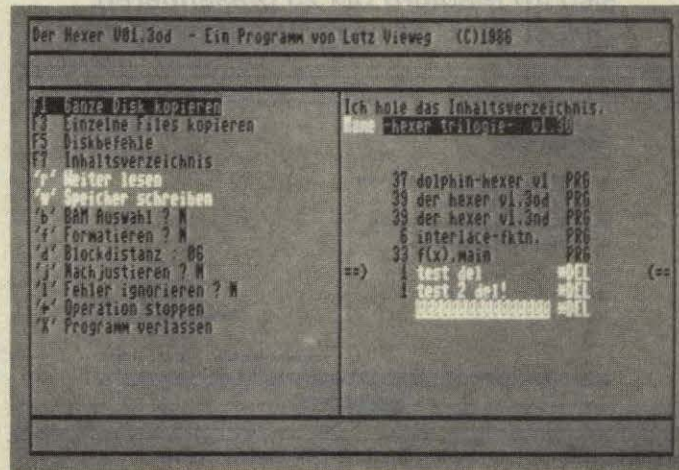 Der Hexer V01.3od - Ein Programm von Lutz Vieweg (C)1986
F1 Ganze Disk kopieren
F3 Einzelne Files kopieren
F5 Diskbefehle
F7 Inhaltsverzeichnis
'r' Weiter lesen
'w' Speicher schreiben
'b' BAM Auswahl ? N
'f' Formatieren ? N
'd' Blockdistanz : 06
'j' Nachjustieren ? N
'i' Fehler ignorieren ? N
'←' Operation stoppen
'X' Programm verlassen
Ich hole das Inhaltsverzeichnis.
Name -hexer trilogie-
37 dolphin-hexer v1 PRG
39 der hexer v1.3od PRG
39 der hexer v1.3nd PRG
6 interlace-fktn. PRG
33 f(x).main PRG
==) 1 test del *DEL (==
1 test 2 del! *DEL
*DEL